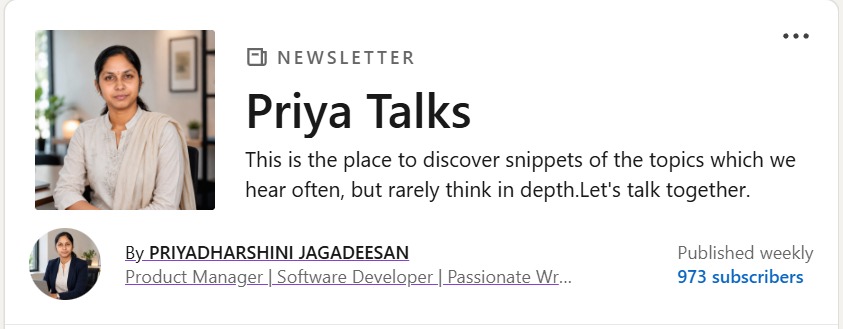 NEWSLETTER
Priya Talks
This is the place to discover snippets of the topics which we
hear often, but rarely think in depth.Let's talk together.
By PRIYADHARSHINI JAGADEESAN
Product Manager | Software Developer | Passionate Wr...
Published weekly
973 subscribers